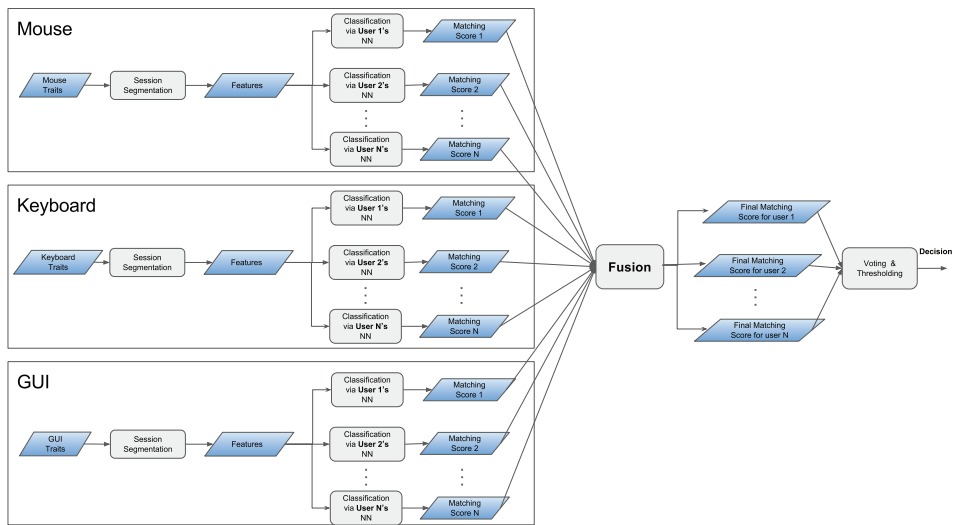 Mouse
Mouse
Traits
Session
Segmentation
Features
Classification
via User 1's
NN
Matching
Score 1
Classification
via User 2's
NN
Matching
Score 2
Classification
via User N's
NN
Matching
Score N
Keyboard
Keyboard
Traits
Session
Segmentation
Features
Classification
via User 1's
NN
Matching
Score 1
Classification
via User 2's
NN
Matching
Score 2
Classification
via User N's
NN
Matching
Score N
GUI
GUI
Traits
Session
Segmentation
Features
Classification
via User 1's
NN
Matching
Score 1
Classification
via User 2's
NN
Matching
Score 2
Classification
via User N's
NN
Matching
Score N
Fusion
Final Matching
Score for user 1
Final Matching
Score for user 2
Final Matching
Score for user N
Voting &
Thresholding
Decision